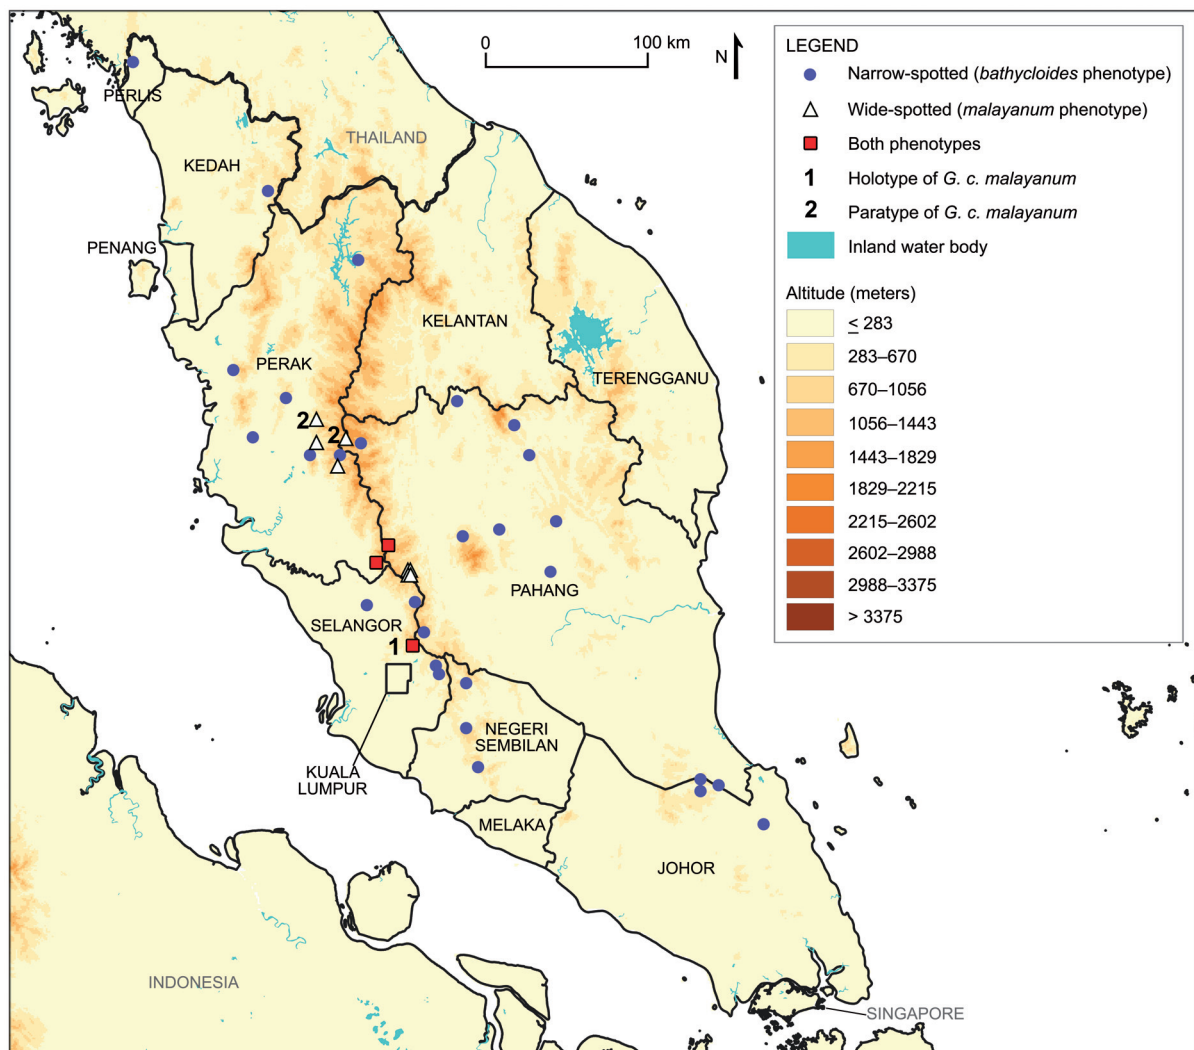 0 100 km
N
LEGEND
Narrow-spotted (bathycloides phenotype)
Wide-spotted (malayanum phenotype)
Both phenotypes
1 Holotype of G. c. malayanum
2 Paratype of G. c. malayanum
Inland water body
Altitude (meters)
≤ 283
283–670
670–1056
1056–1443
1443–1829
1829–2215
2215–2602
2602–2988
2988–3375
> 3375
PERLIS
THAILAND
KEDAH
PENANG
KELANTAN
PERAK
TERENGGANU
2
2
PAHANG
SELANGOR
1
NEGERI
SEMBILAN
KUALA
LUMPUR
MELAKA
JOHOR
INDONESIA
SINGAPORE